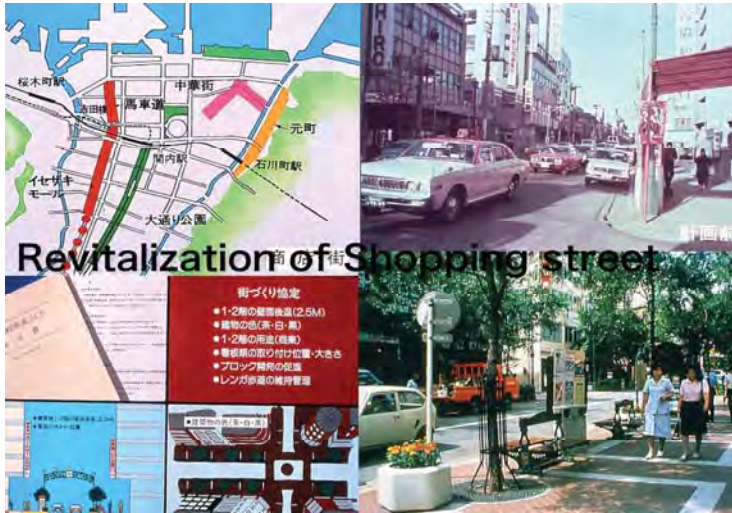 桜木町駅
吉田橋
馬車道
中華街
元町
関内駅
石川町駅
イセザキ
モール
大通り公園
HIRO
計画前
Revitalization of Shopping street
商店街
街づくり協定
●1・2階の壁面後退(2.5M)
●建物の色(茶・白・黒)
★1・2階の用途(商業)
●看板類の取り付け位置・大きさ
●ブロック開発の促進
●レンガ歩道の維持管理
●建築物の色(茶・白・黒)